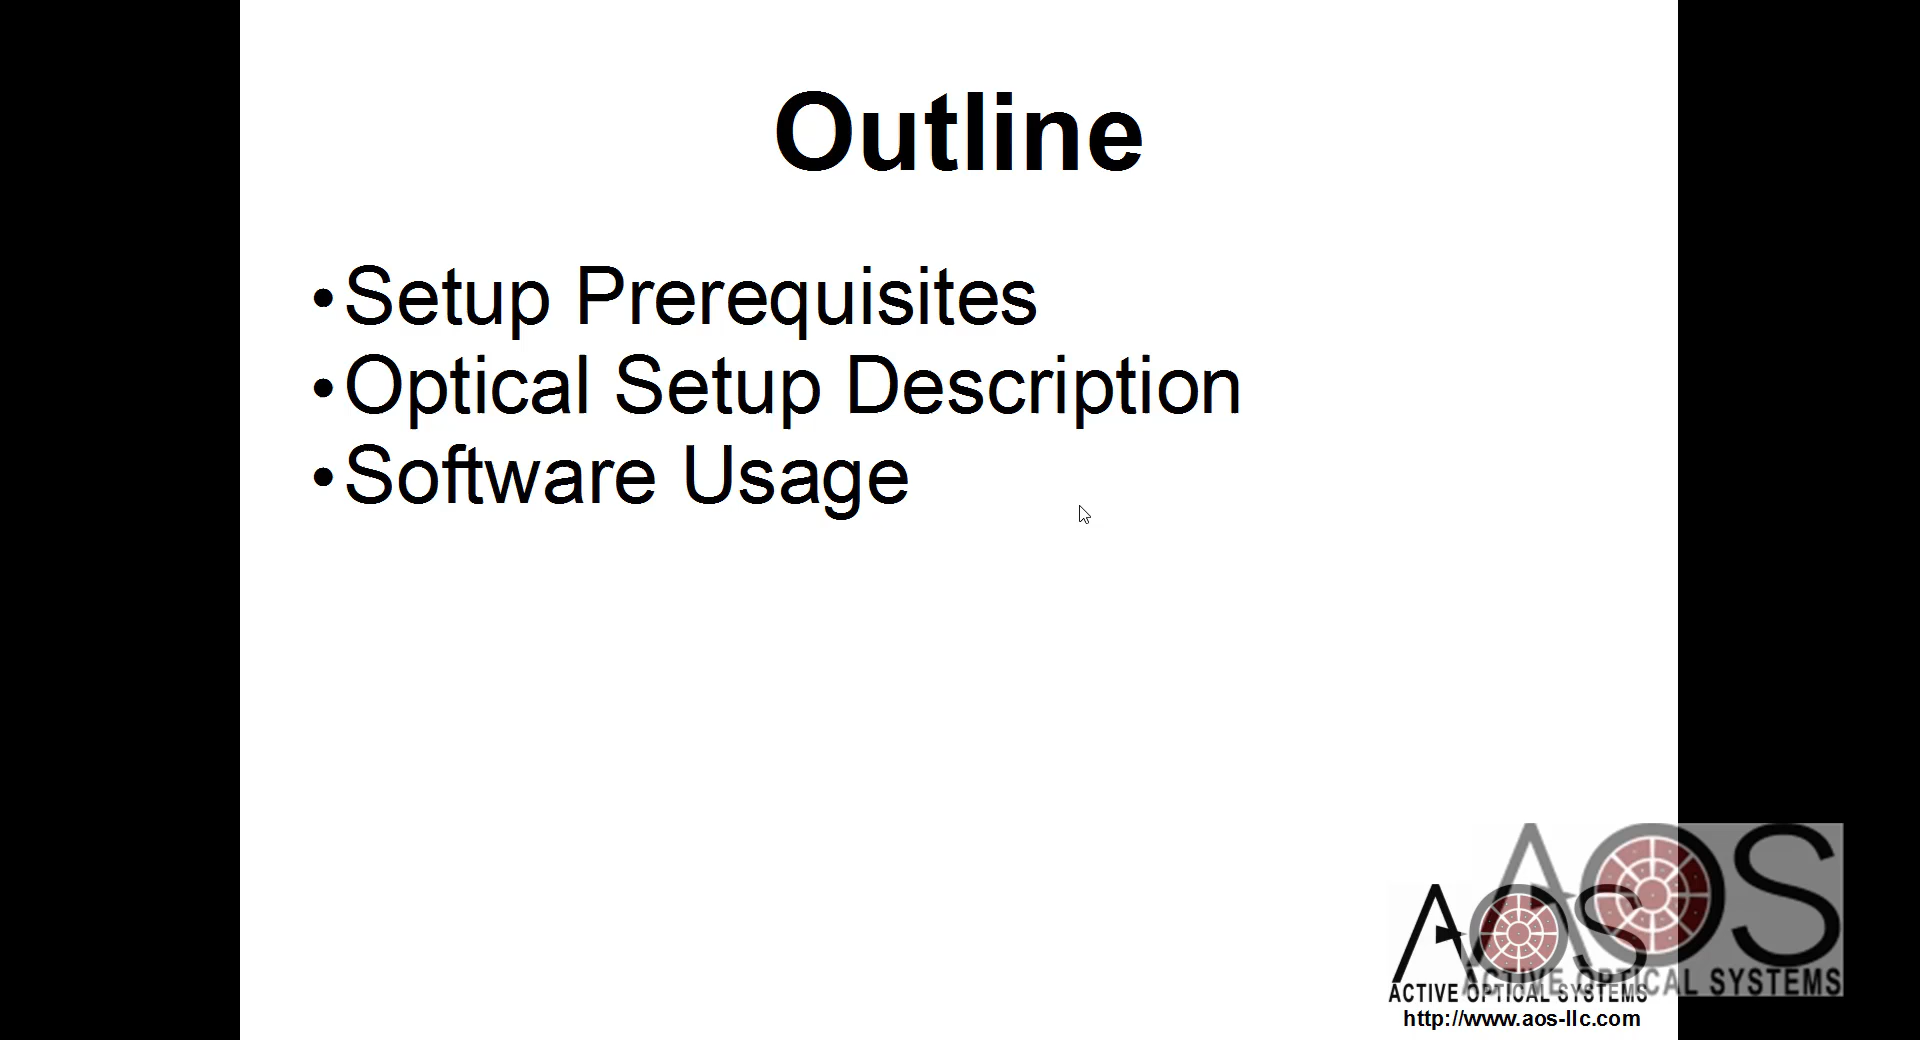 Outline
•Setup Prerequisites
•Optical Setup Description
•Software Usage
AOS
ACTIVE OPTICAL SYSTEMS
http://www.aos-llc.com
AOS
ACTIVE OPTICAL SYSTEMS